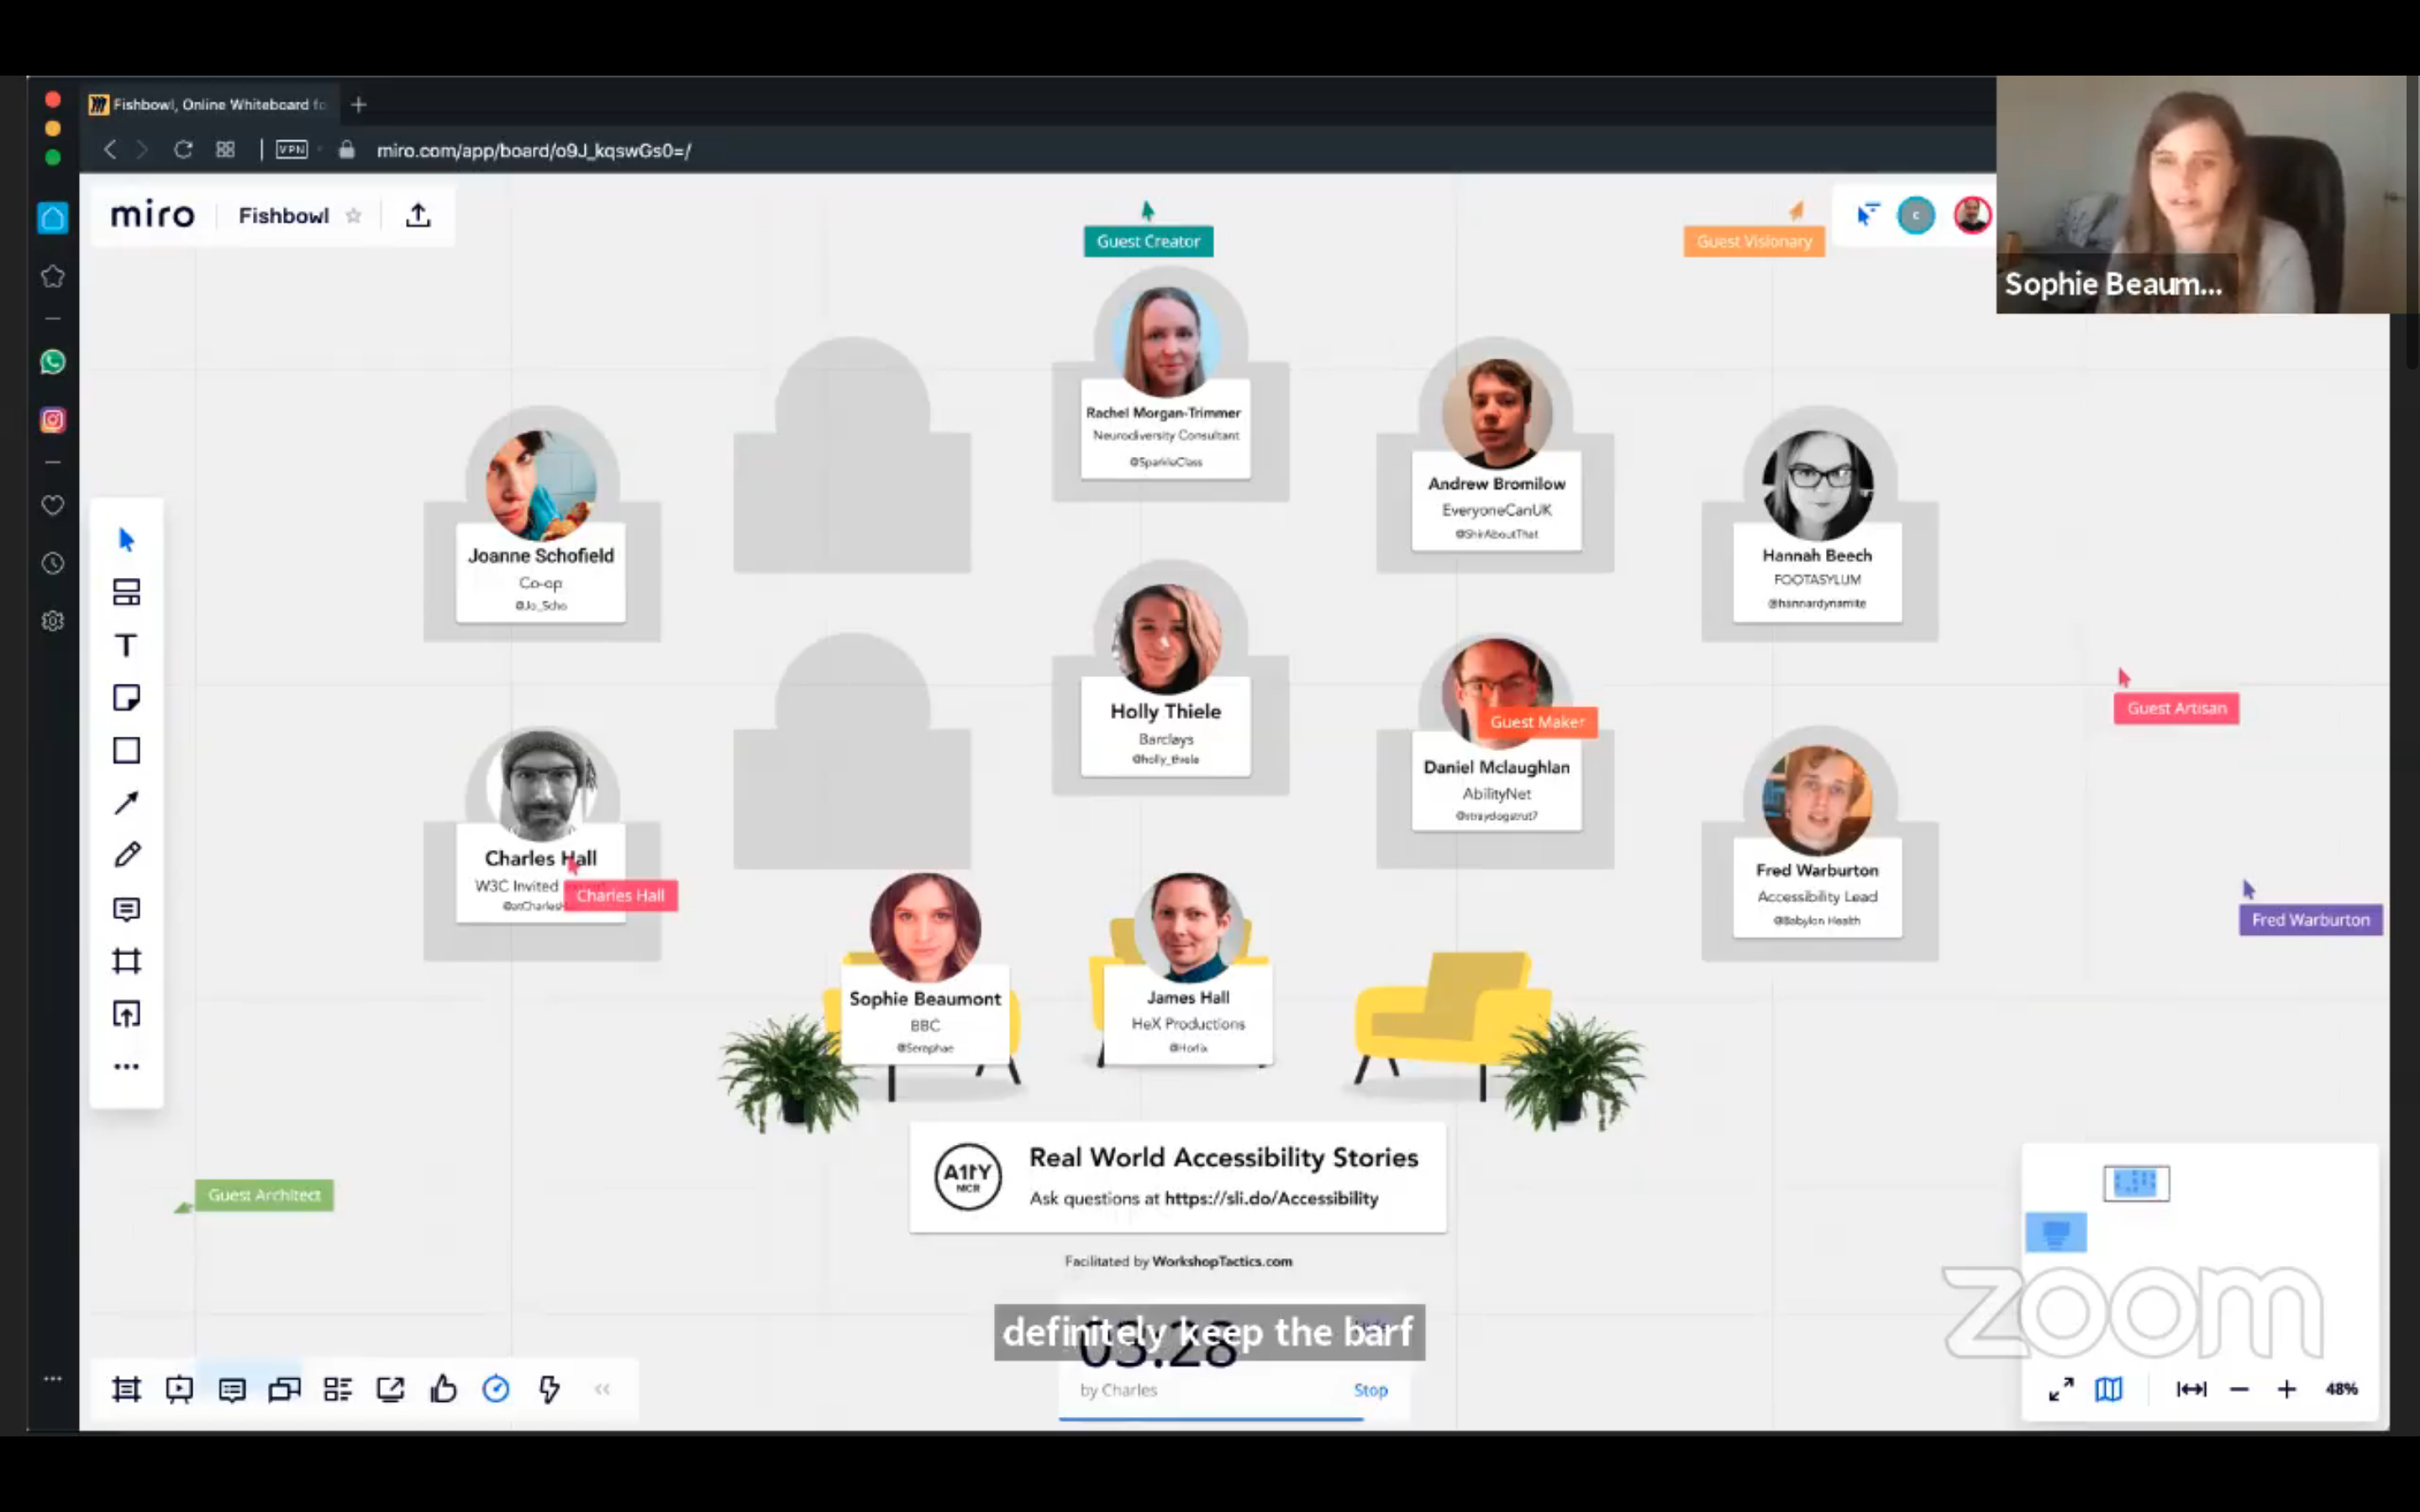 Fishbowl, Online Whiteboard fo
VPN
miro.com/app/board/o9J_kqswGs0=/
miro
Fishbowl
Guest Creator
Guest Visionary
C
Sophie Beaum...
Rachel Morgan-Trimmer
Neurodiversity Consultant
@SparkleClass
Andrew Bromilow
EveryoneCanUK
@ShirAboutThat
Joanne Schofield
Co-op
@Jo_Scho
Hannah Beech
FOOTASYLUM
@hannardynamite
Holly Thiele
Barclays
@holly_thiele
Guest Maker
Daniel Mclaughlan
AbilityNet
@straydogstrut7
Guest Artisan
Charles Hall
W3C Invited
Charles Hall
Fred Warburton
Accessibility Lead
@Babylon Health
Fred Warburton
Sophie Beaumont
BBC
@Seraphae
James Hall
HeX Productions
@Horlix
A11Y
MCR
Real World Accessibility Stories
Ask questions at https://sli.do/Accessibility
Guest Architect
Facilitated by WorkshopTactics.com
definitely keep the barf
03:28
by Charles
Stop
zoom
48%